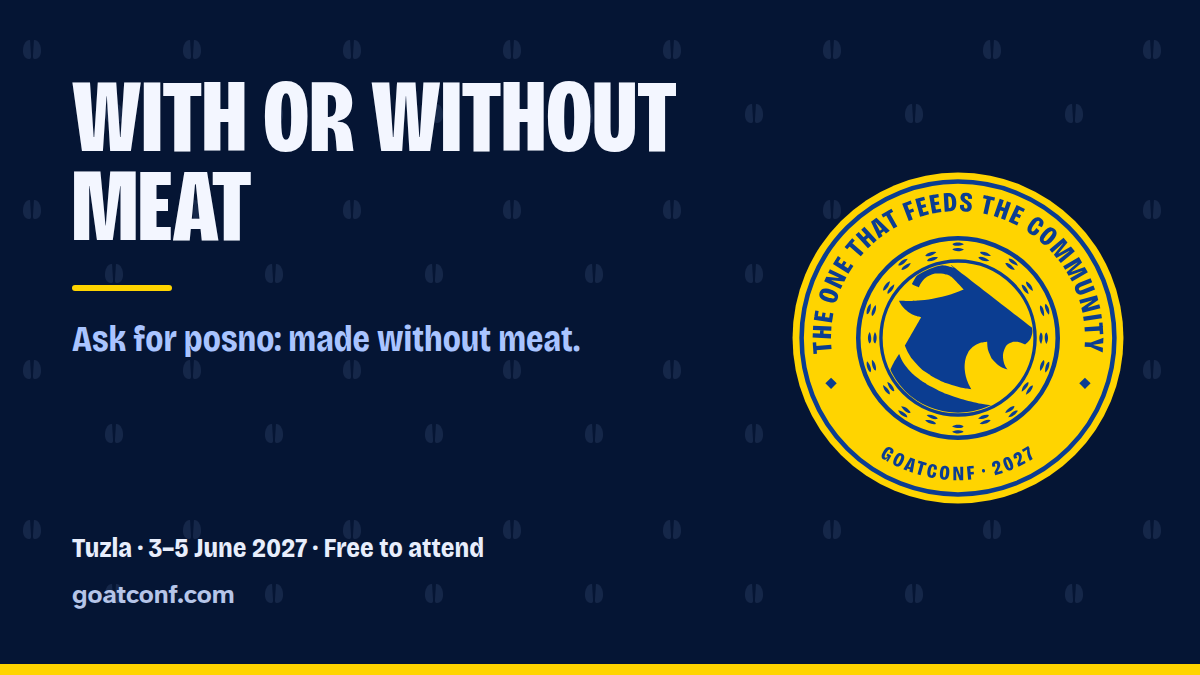 WITH OR WITHOUT
MEAT
Ask for posno: made without meat.
THE ONE THAT FEEDS THE COMMUNITY
GOATCONF · 2027
Tuzla · 3–5 June 2027 · Free to attend
goatconf.com